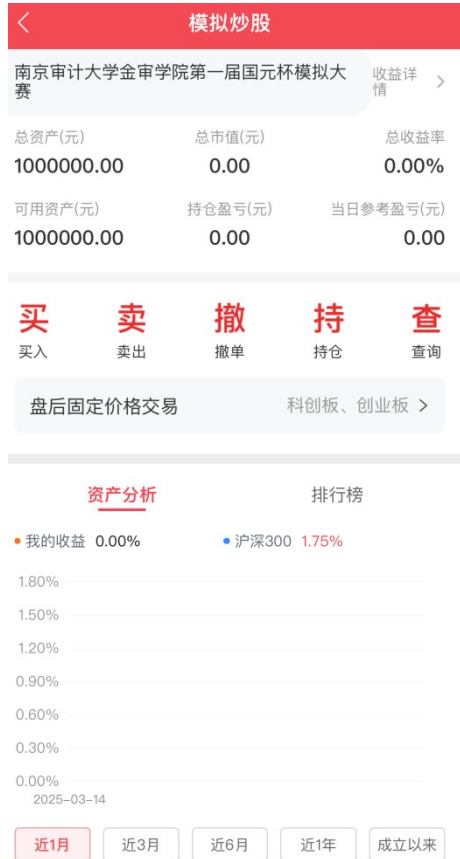 模拟炒股
南京审计大学金审学院第一届国元杯模拟大
赛
收益详
情
总资产(元) 总市值(元) 总收益率
1000000.00 0.00 0.00%
可用资产(元) 持仓盈亏(元) 当日参考盈亏(元)
1000000.00 0.00 0.00
买 卖 撤 持 查
买入 卖出 撤单 持仓 查询
盘后固定价格交易 科创板、创业板
资产分析 排行榜
我的收益 0.00% 沪深300 1.75%
1.80%
1.50%
1.20%
0.90%
0.60%
0.30%
0.00%
2025-03-14
近1月 近3月 近6月 近1年 成立以来